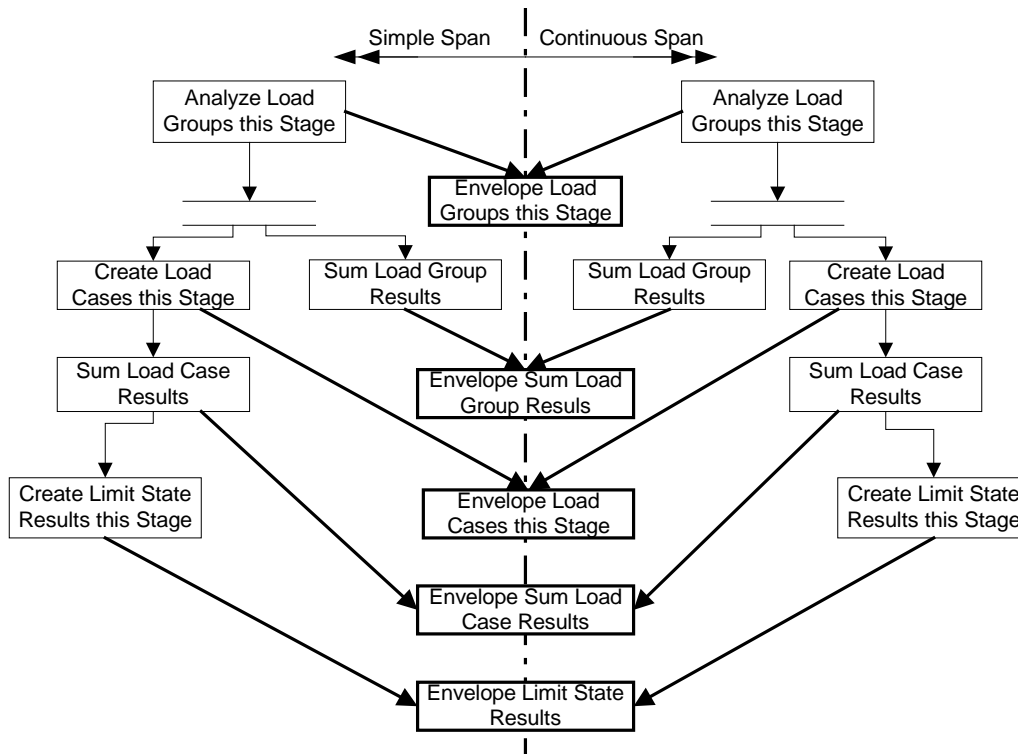 Simple Span
Continuous Span
Analyze Load
Groups this Stage
Analyze Load
Groups this Stage
Envelope Load
Groups this Stage
Create Load
Cases this Stage
Sum Load Group
Results
Sum Load Group
Results
Create Load
Cases this Stage
Sum Load Case
Results
Envelope Sum Load
Group Resuls
Sum Load Case
Results
Create Limit State
Results this Stage
Envelope Load
Cases this Stage
Create Limit State
Results this Stage
Envelope Sum Load
Case Results
Envelope Limit State
Results